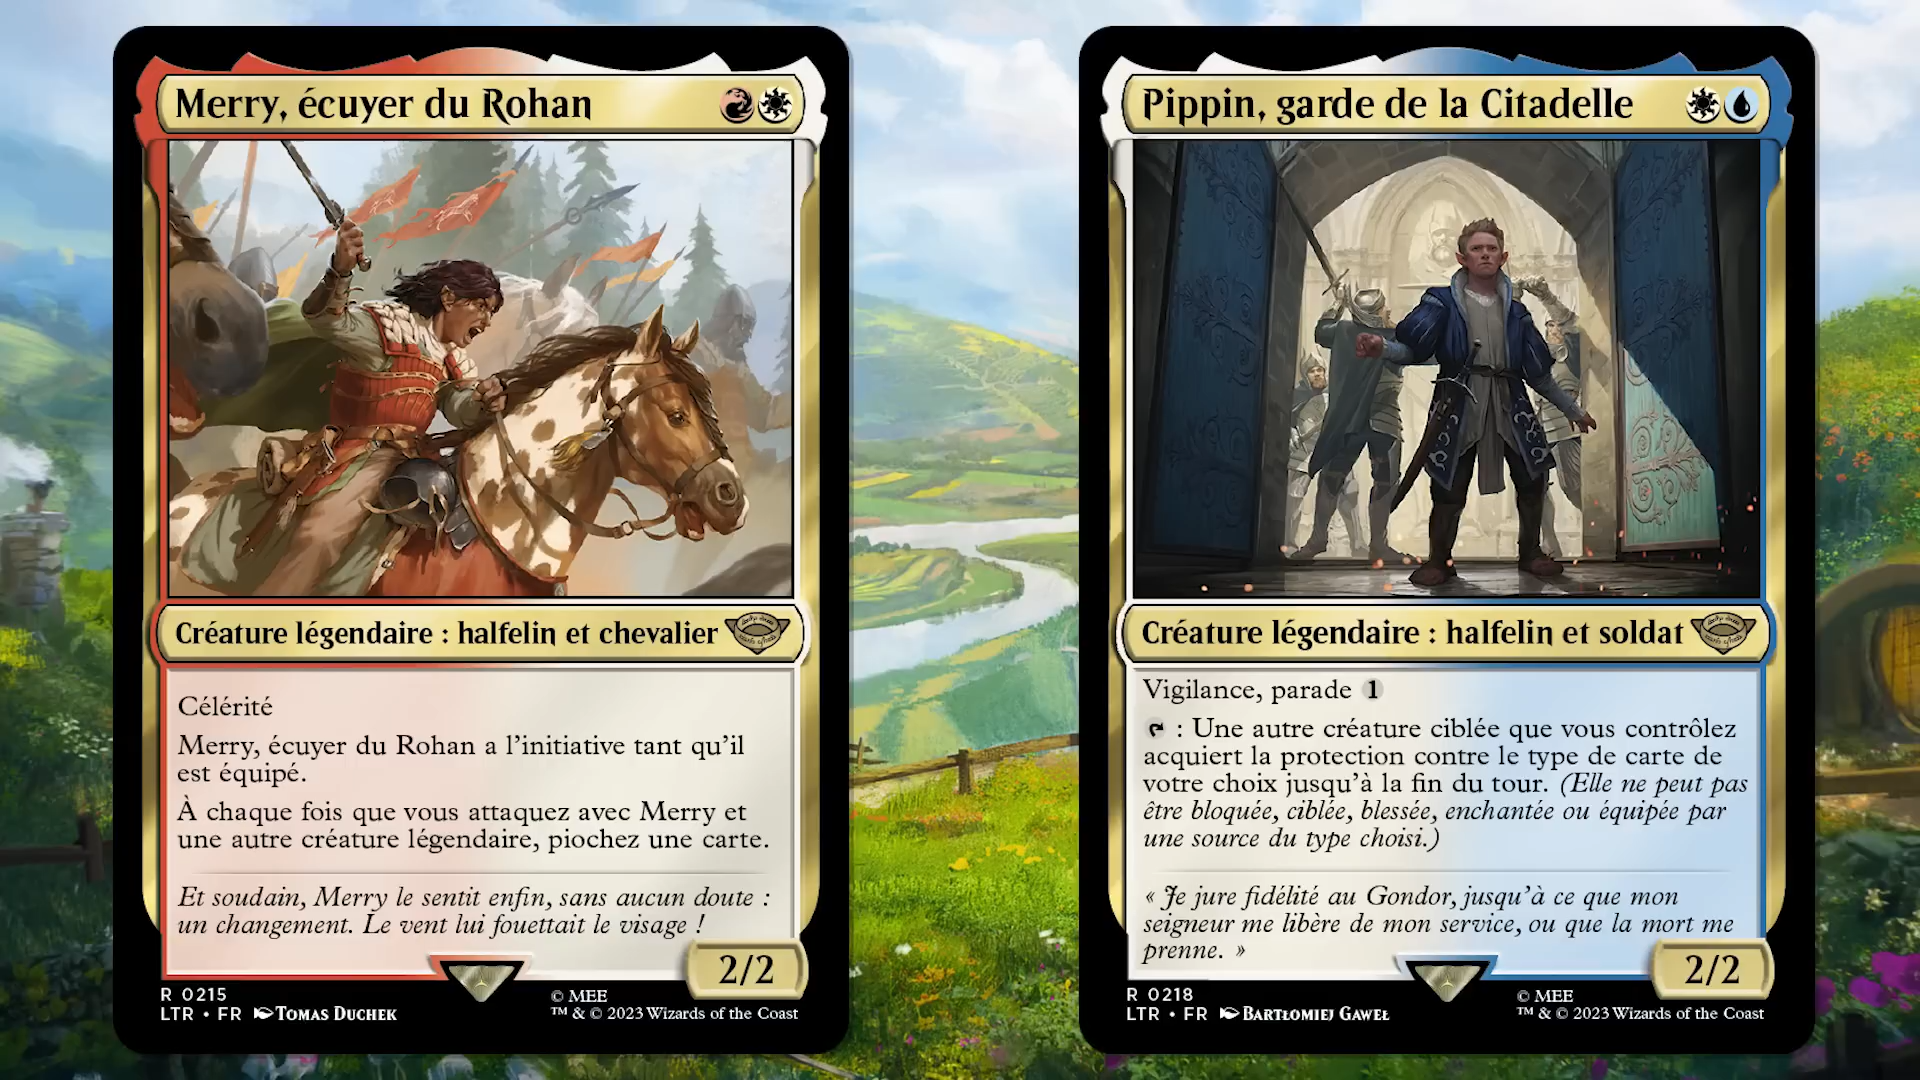 Merry, écuyer du Rohan
Créature légendaire : halfelin et chevalier
Célérité
Merry, écuyer du Rohan a l'initiative tant qu'il
est équipé.
À chaque fois que vous attaquez avec Merry et
une autre créature légendaire, piochez une carte.
Et soudain, Merry le sentit enfin, sans aucun doute :
un changement. Le vent lui fouettait le visage !
2/2
R 0215
LTR • FR Tomas Duchek
© MEE
™ & © 2023 Wizards of the Coast
Pippin, garde de la Citadelle
Créature légendaire : halfelin et soldat
Vigilance, parade 1
: Une autre créature ciblée que vous contrôlez
acquiert la protection contre le type de carte de
votre choix jusqu'à la fin du tour. (Elle ne peut pas
être bloquée, ciblée, blessée, enchantée ou équipée par
une source du type choisi.)
« Je jure fidélité au Gondor, jusqu'à ce que mon
seigneur me libère de mon service, ou que la mort me
prenne. »
2/2
R 0218
LTR • FR Bartłomiej Gaweł
© MEE
™ & © 2023 Wizards of the Coast